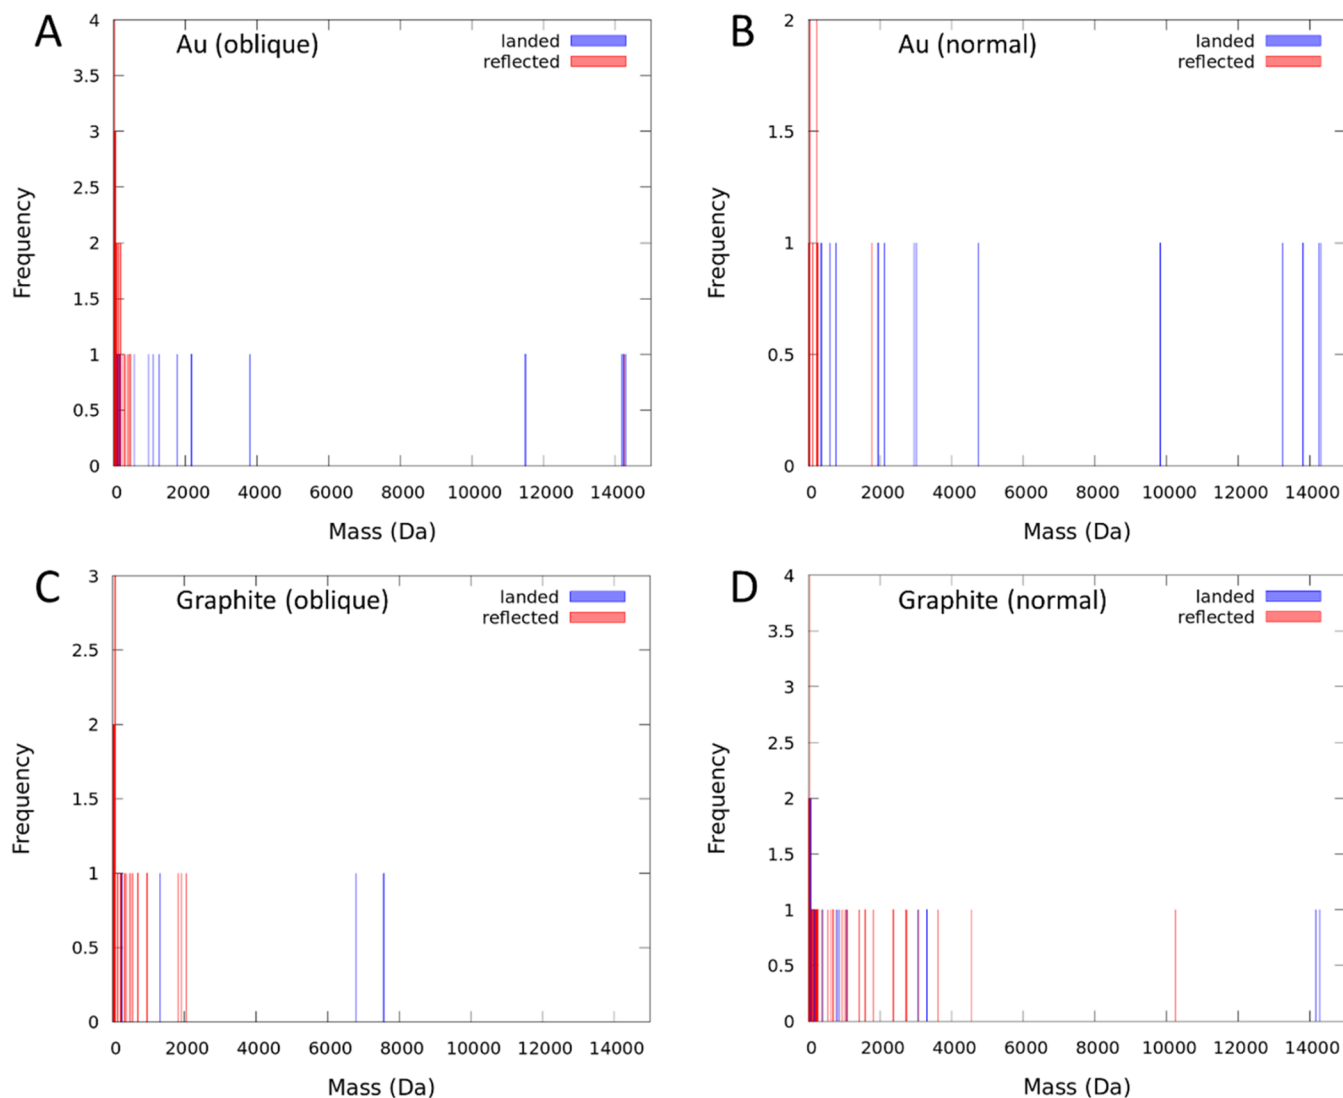 A
Au (oblique)
landed
reflected
4
3.5
3
2.5
2
1.5
1
0.5
0
Frequency
0 2000 4000 6000 8000 10000 12000 14000
Mass (Da)
B
Au (normal)
landed
reflected
2
1.5
1
0.5
0
Frequency
0 2000 4000 6000 8000 10000 12000 14000
Mass (Da)
C
Graphite (oblique)
landed
reflected
3
2.5
2
1.5
1
0.5
0
Frequency
0 2000 4000 6000 8000 10000 12000 14000
Mass (Da)
D
Graphite (normal)
landed
reflected
4
3.5
3
2.5
2
1.5
1
0.5
0
Frequency
0 2000 4000 6000 8000 10000 12000 14000
Mass (Da)